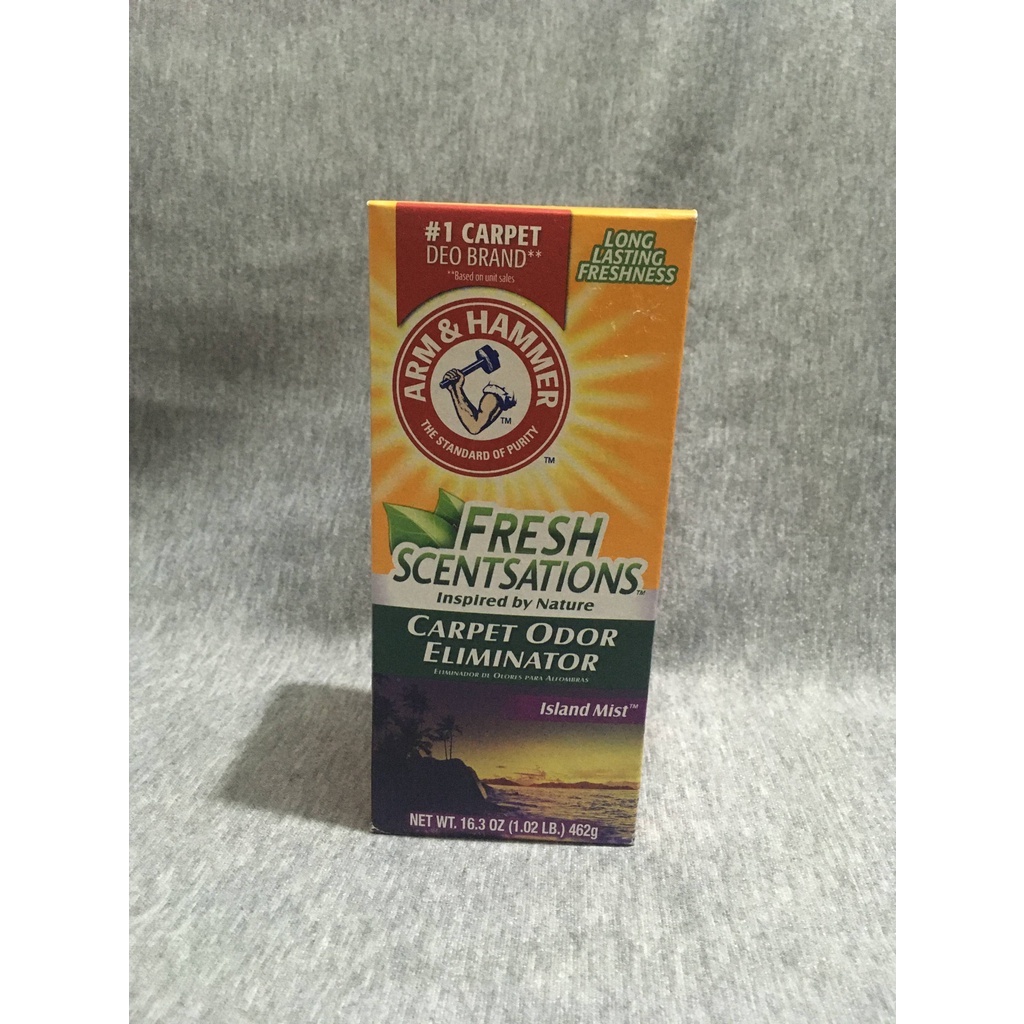 #1 CARPET
DEO BRAND**
**Based on unit sales
LONG
LASTING
FRESHNESS
ARM & HAMMER
TM
THE STANDARD OF PURITY
TM
FRESH
SCENTSATIONS™
Inspired by Nature
CARPET ODOR
ELIMINATOR
ELIMINADOR DE OLORES PARA ALFOMBRAS
Island Mist™
NET WT. 16.3 OZ (1.02 LB.) 462g